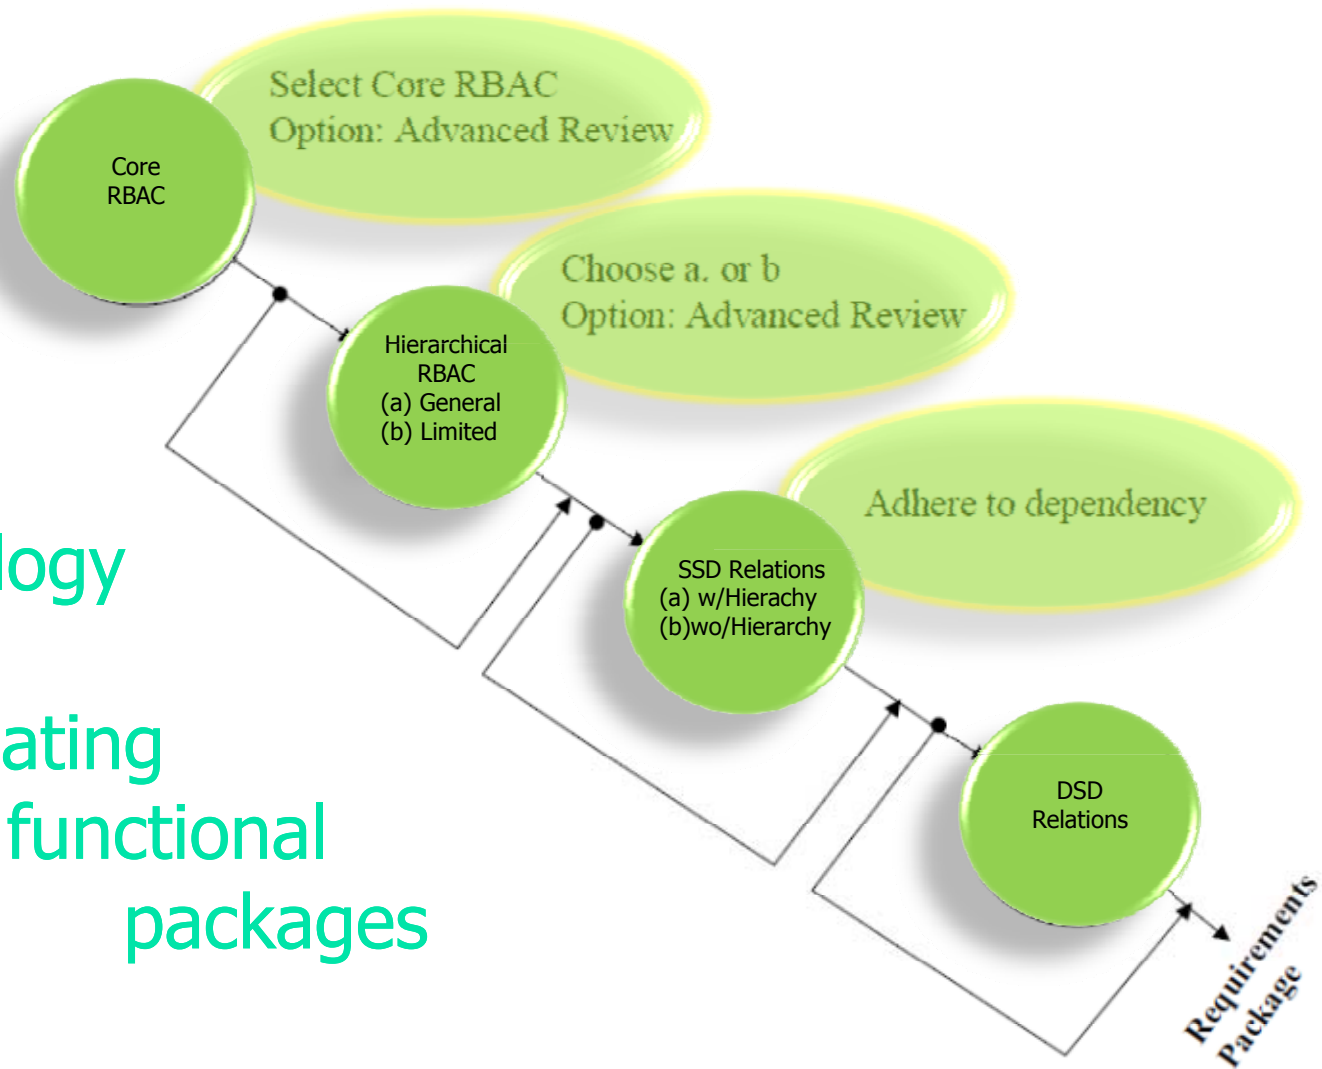 Select Core RBAC
Option: Advanced Review
Core
RBAC
Choose a. or b
Option: Advanced Review
Hierarchical
RBAC
(a) General
(b) Limited
Adhere to dependency
SSD Relations
(a) w/Hierachy
(b)wo/Hierarchy
logy
ating
functional
packages
DSD
Relations
Requirements
Package